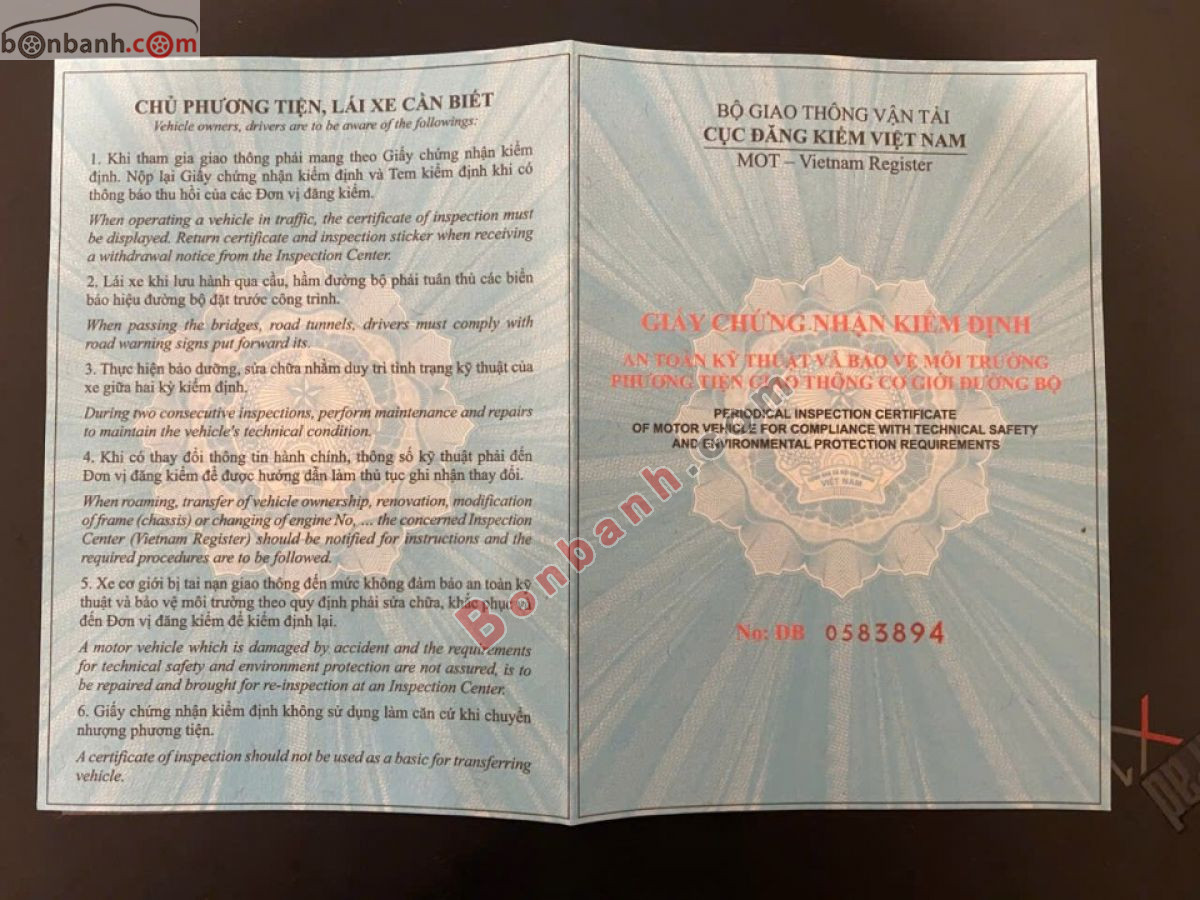 bonbanh.com
CHỦ PHƯƠNG TIỆN, LÁI XE CẦN BIẾT
Vehicle owners, drivers are to be aware of the followings:
1. Khi tham gia giao thông phải mang theo Giấy chứng nhận kiểm
định. Nộp lại Giấy chứng nhận kiểm định và Tem kiểm định khi có
thông báo thu hồi của các Đơn vị đăng kiểm.
When operating a vehicle in traffic, the certificate of inspection must
be displayed. Return certificate and inspection sticker when receiving
a withdrawal notice from the Inspection Center.
2. Lái xe khi lưu hành qua cầu, hầm đường bộ phải tuân thủ các biển
báo hiệu đường bộ đặt trước công trình.
When passing the bridges, road tunnels, drivers must comply with
road warning signs put forward its.
3. Thực hiện bảo dưỡng, sửa chữa nhằm duy trì tình trạng kỹ thuật của
xe giữa hai kỳ kiểm định.
During two consecutive inspections, perform maintenance and repairs
to maintain the vehicle's technical condition.
4. Khi có thay đổi thông tin hành chính, thông số kỹ thuật phải đến
Đơn vị đăng kiểm để được hướng dẫn làm thủ tục ghi nhận thay đổi.
When roaming, transfer of vehicle ownership, renovation, modification
of frame (chassis) or changing of engine No, ... the concerned Inspection
Center (Vietnam Register) should be notified for instructions and the
required procedures are to be followed.
5. Xe cơ giới bị tai nạn giao thông đến mức không đảm bảo an toàn kỹ
thuật và bảo vệ môi trường theo quy định phải sửa chữa, khắc phục và
đến Đơn vị đăng kiểm để kiểm định lại.
A motor vehicle which is damaged by accident and the requirements
for technical safety and environment protection are not assured, is to
be repaired and brought for re-inspection at an Inspection Center.
6. Giấy chứng nhận kiểm định không sử dụng làm căn cứ khi chuyển
nhượng phương tiện.
A certificate of inspection should not be used as a basic for transferring
vehicle.
BỘ GIAO THÔNG VẬN TẢI
CỤC ĐĂNG KIỂM VIỆT NAM
MOT – Vietnam Register
GIẤY CHỨNG NHẬN KIỂM ĐỊNH
AN TOÀN KỸ THUẬT VÀ BẢO VỆ MÔI TRƯỜNG
PHƯƠNG TIỆN GIAO THÔNG CƠ GIỚI ĐƯỜNG BỘ
PERIODICAL INSPECTION CERTIFICATE
OF MOTOR VEHICLE FOR COMPLIANCE WITH TECHNICAL SAFETY
AND ENVIRONMENTAL PROTECTION REQUIREMENTS
VIỆT NAM
No: ĐB 0583894
Bonbanh.com